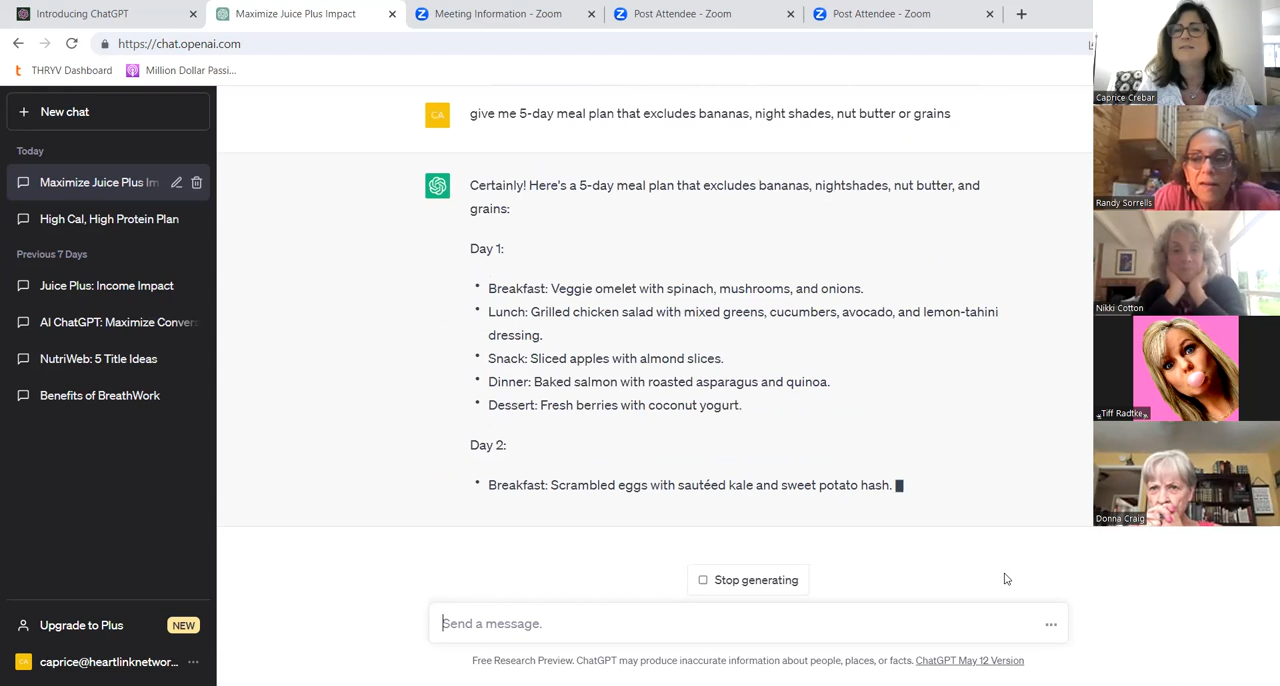 Introducing ChatGPT
Maximize Juice Plus Impact
Meeting Information - Zoom
Post Attendee - Zoom
Post Attendee - Zoom
https://chat.openai.com
THRYV Dashboard
Million Dollar Passi...
New chat
Today
Maximize Juice Plus Im
High Cal, High Protein Plan
Previous 7 Days
Juice Plus: Income Impact
AI ChatGPT: Maximize Conver
NutriWeb: 5 Title Ideas
Benefits of BreathWork
Upgrade to Plus
NEW
CA
caprice@heartlinknetwor...
CA
give me 5-day meal plan that excludes bananas, night shades, nut butter or grains
Certainly! Here's a 5-day meal plan that excludes bananas, nightshades, nut butter, and
grains:
Day 1:
• Breakfast: Veggie omelet with spinach, mushrooms, and onions.
• Lunch: Grilled chicken salad with mixed greens, cucumbers, avocado, and lemon-tahini
dressing.
• Snack: Sliced apples with almond slices.
• Dinner: Baked salmon with roasted asparagus and quinoa.
• Dessert: Fresh berries with coconut yogurt.
Day 2:
• Breakfast: Scrambled eggs with sautéed kale and sweet potato hash.
Stop generating
Send a message.
Free Research Preview. ChatGPT may produce inaccurate information about people, places, or facts. ChatGPT May 12 Version
Caprice Crebar
Randy Sorrells
Nikki Cotton
Tiff Radtke
Donna Craig